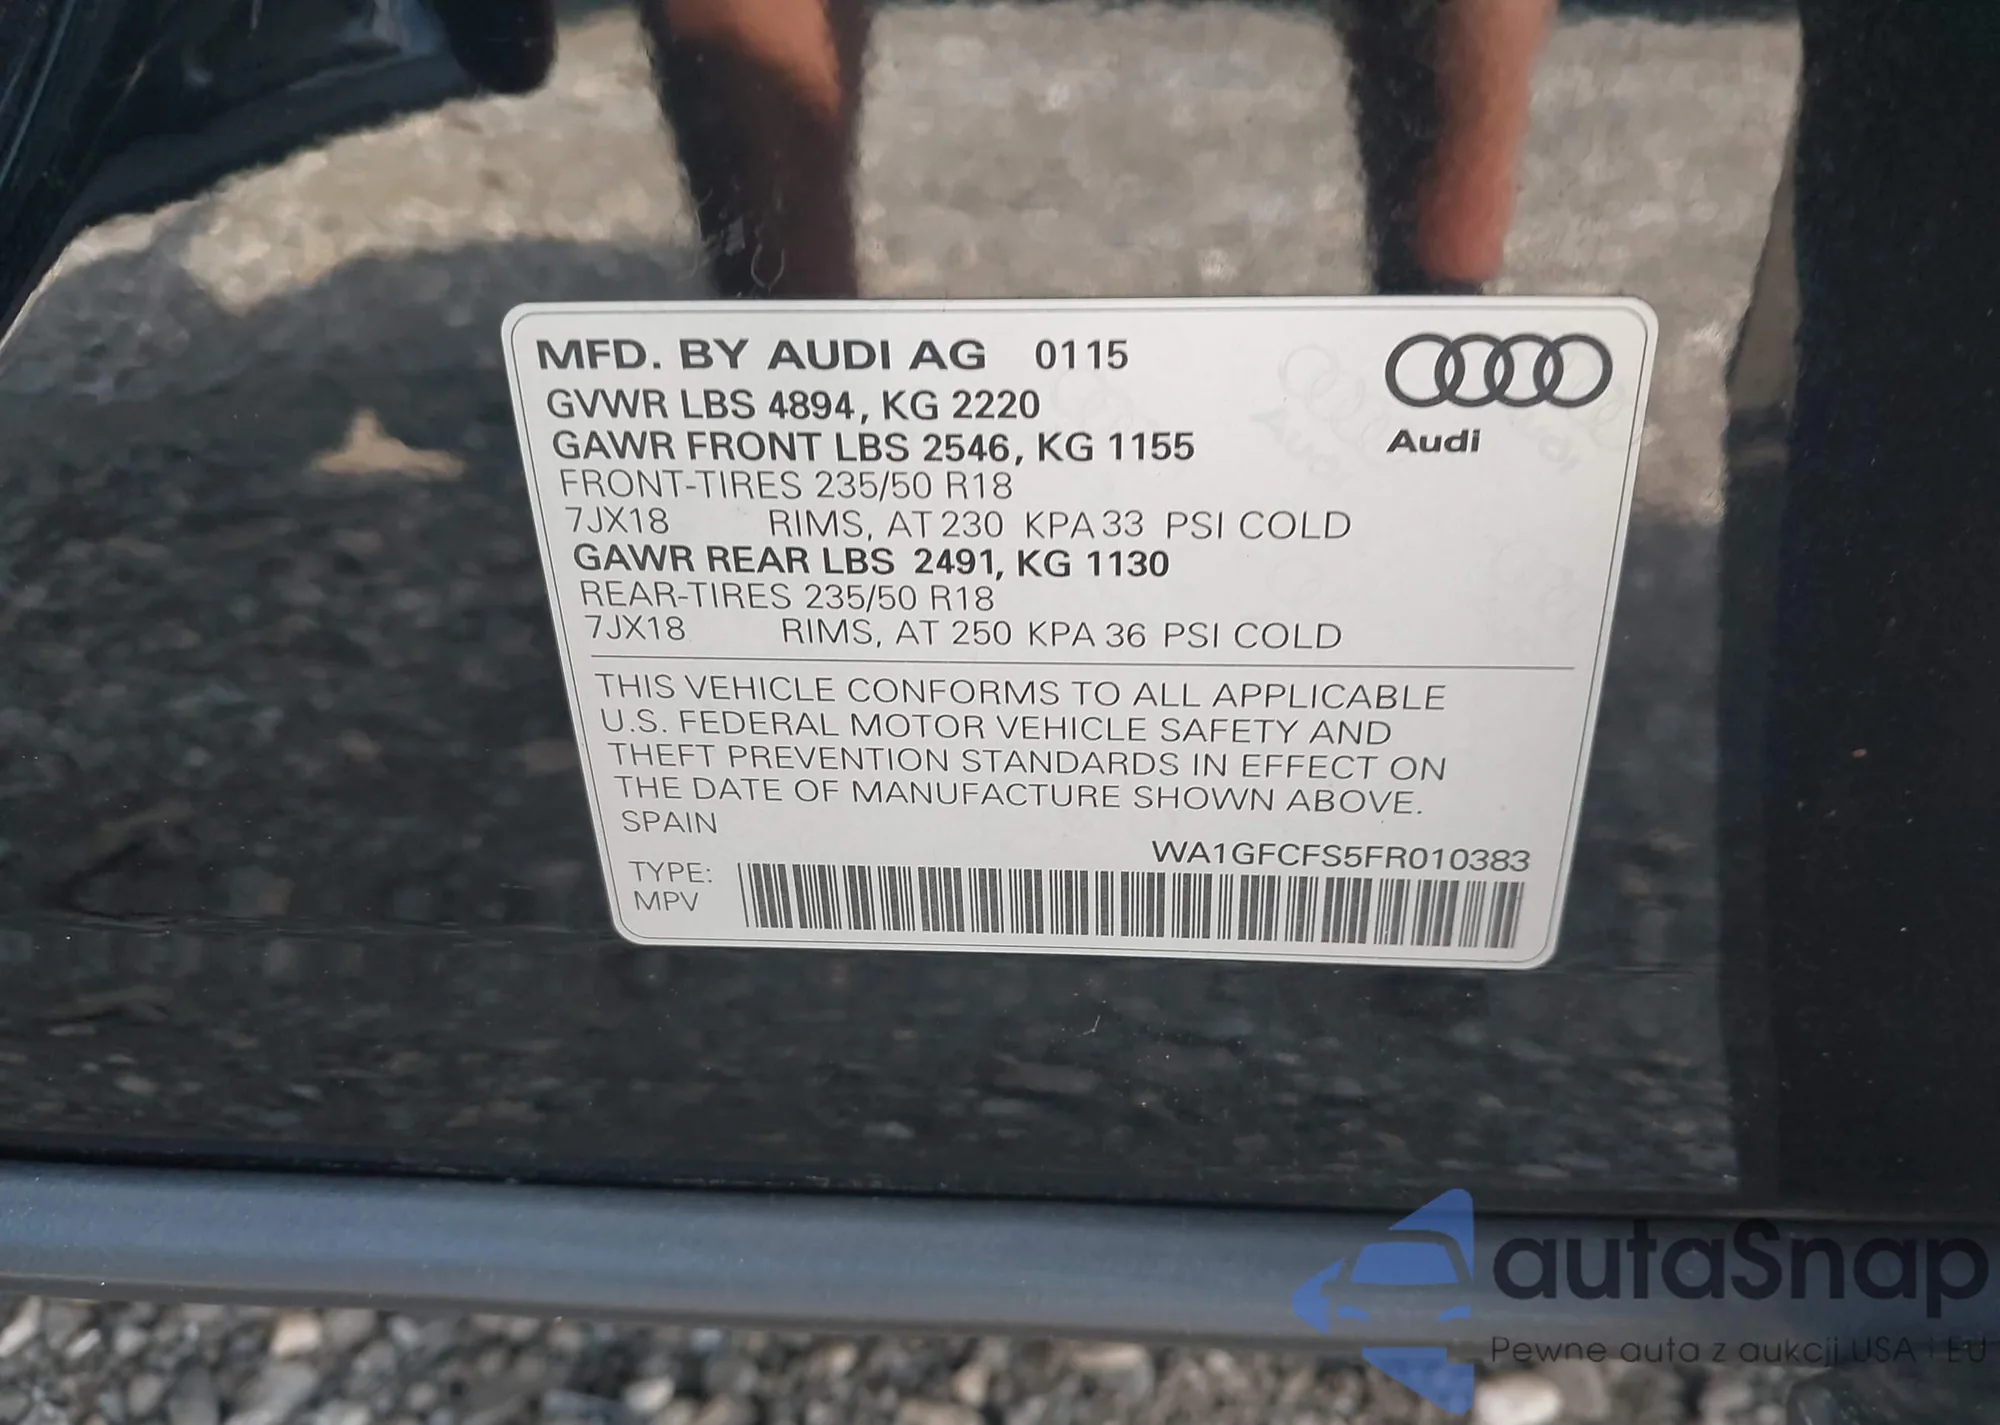 MFD. BY AUDI AG 0115
GVWR LBS 4894, KG 2220
GAWR FRONT LBS 2546, KG 1155
FRONT-TIRES 235/50 R18
7JX18 RIMS, AT 230 KPA 33 PSI COLD
GAWR REAR LBS 2491, KG 1130
REAR-TIRES 235/50 R18
7JX18 RIMS, AT 250 KPA 36 PSI COLD
Audi
THIS VEHICLE CONFORMS TO ALL APPLICABLE
U.S. FEDERAL MOTOR VEHICLE SAFETY AND
THEFT PREVENTION STANDARDS IN EFFECT ON
THE DATE OF MANUFACTURE SHOWN ABOVE.
SPAIN
WA1GFCFS5FR010383
TYPE:
MPV
autaSnap
Pewne auta z aukcji USA i EU